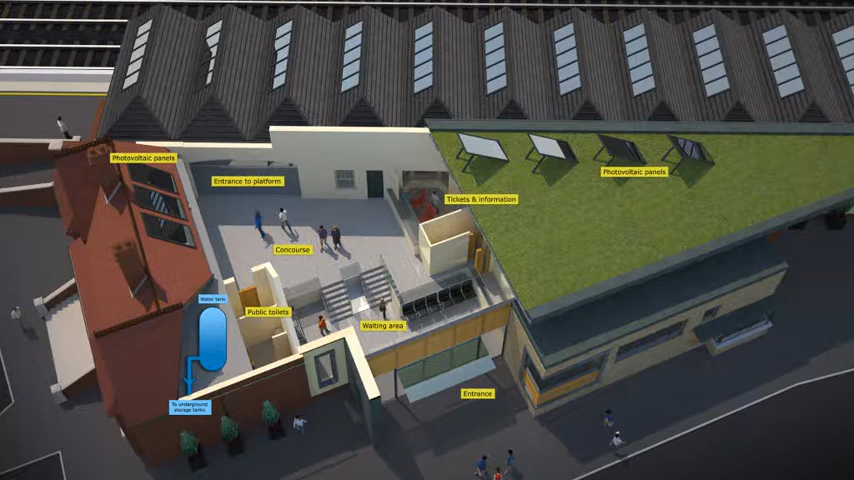 Photovoltaic panels
Entrance to platform
Photovoltaic panels
Tickets & information
Concourse
Water tank
Public toilets
Waiting area
Entrance
To underground
storage tanks